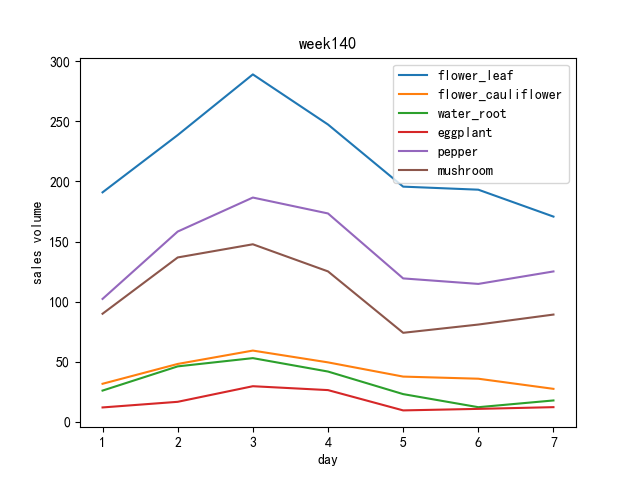 week140
300
250
200
150
100
50
0
sales volume
flower_leaf
flower_cauliflower
water_root
eggplant
pepper
mushroom
1 2 3 4 5 6 7
day